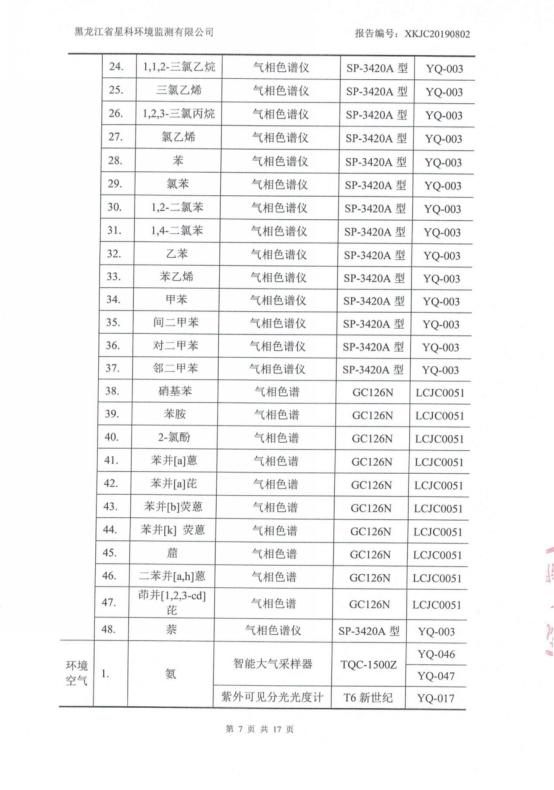 黑龙江省星科环境监测有限公司 报告编号：XKJC20190802
24. 1,1,2-三氯乙烷 气相色谱仪 SP-3420A 型 YQ-003
25. 三氯乙烯 气相色谱仪 SP-3420A 型 YQ-003
26. 1,2,3-三氯丙烷 气相色谱仪 SP-3420A 型 YQ-003
27. 氯乙烯 气相色谱仪 SP-3420A 型 YQ-003
28. 苯 气相色谱仪 SP-3420A 型 YQ-003
29. 氯苯 气相色谱仪 SP-3420A 型 YQ-003
30. 1,2-二氯苯 气相色谱仪 SP-3420A 型 YQ-003
31. 1,4-二氯苯 气相色谱仪 SP-3420A 型 YQ-003
32. 乙苯 气相色谱仪 SP-3420A 型 YQ-003
33. 苯乙烯 气相色谱仪 SP-3420A 型 YQ-003
34. 甲苯 气相色谱仪 SP-3420A 型 YQ-003
35. 间二甲苯 气相色谱仪 SP-3420A 型 YQ-003
36. 对二甲苯 气相色谱仪 SP-3420A 型 YQ-003
37. 邻二甲苯 气相色谱仪 SP-3420A 型 YQ-003
38. 硝基苯 气相色谱 GC126N LCJC0051
39. 苯胺 气相色谱 GC126N LCJC0051
40. 2-氯酚 气相色谱 GC126N LCJC0051
41. 苯并[a]蒽 气相色谱 GC126N LCJC0051
42. 苯并[a]芘 气相色谱 GC126N LCJC0051
43. 苯并[b]荧蒽 气相色谱 GC126N LCJC0051
44. 苯并[k] 荧蒽 气相色谱 GC126N LCJC0051
45. 䓛 气相色谱 GC126N LCJC0051
46. 二苯并[a,h]蒽 气相色谱 GC126N LCJC0051
47. 茚并[1,2,3-cd]
芘 气相色谱 GC126N LCJC0051
48. 萘 气相色谱仪 SP-3420A 型 YQ-003
环境
空气 1. 氨 智能大气采样器 TQC-1500Z YQ-046
YQ-047
紫外可见分光光度计 T6 新世纪 YQ-017
第 7 页 共 17 页